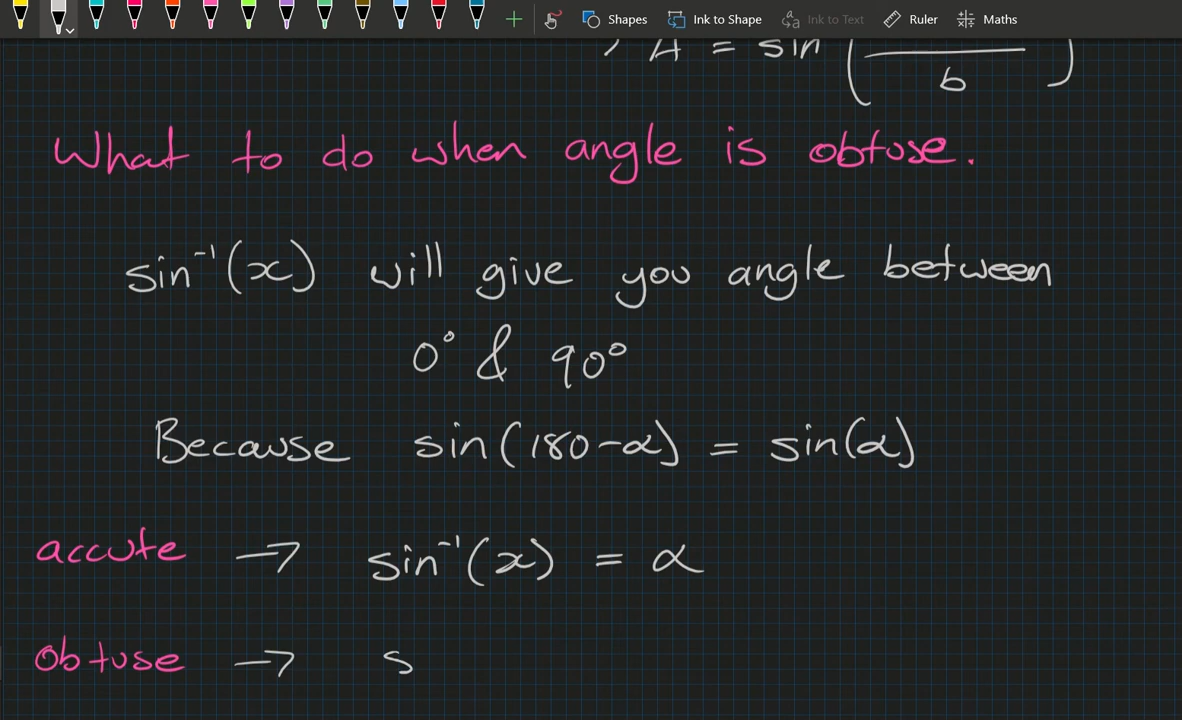 Shapes Ink to Shape Ink to Text Ruler Maths
A = sin
b
What to do when angle is obtuse.
sin⁻¹(x) will give you angle between
0° & 90°
Because sin(180-α) = sin(α)
accute → sin⁻¹(x) = α
obtuse → s